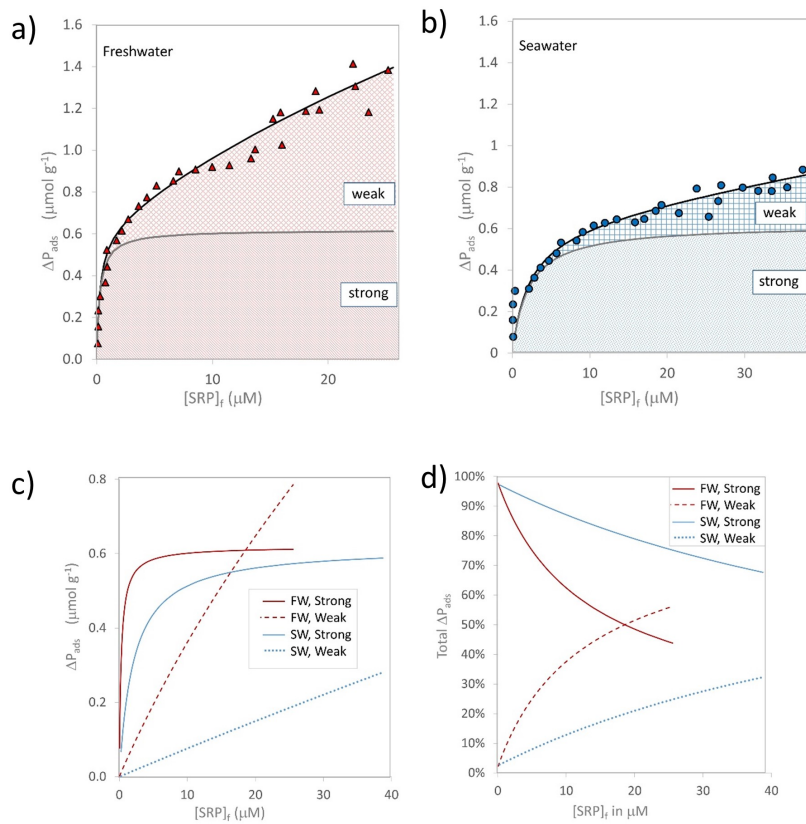 a)
Freshwater
1.6
1.4
1.2
1.0
0.8
0.6
0.4
0.2
0.0
ΔPads (μmol g-1)
weak
strong
0
10
20
[SRP]f (μM)
b)
Seawater
1.6
1.4
1.2
1
0.8
0.6
0.4
0.2
0
ΔPads (μmol g-1)
weak
strong
0
10
20
30
[SRP]f (μM)
c)
0.8
0.6
0.4
0.2
0.0
ΔPads (μmol g-1)
FW, Strong
FW, Weak
SW, Strong
SW, Weak
0
10
20
30
40
[SRP]f (μM)
d)
100%
90%
80%
70%
60%
50%
40%
30%
20%
10%
0%
Total ΔPads
FW, Strong
FW, Weak
SW, Strong
SW, Weak
0
10
20
30
40
[SRP]f in μM